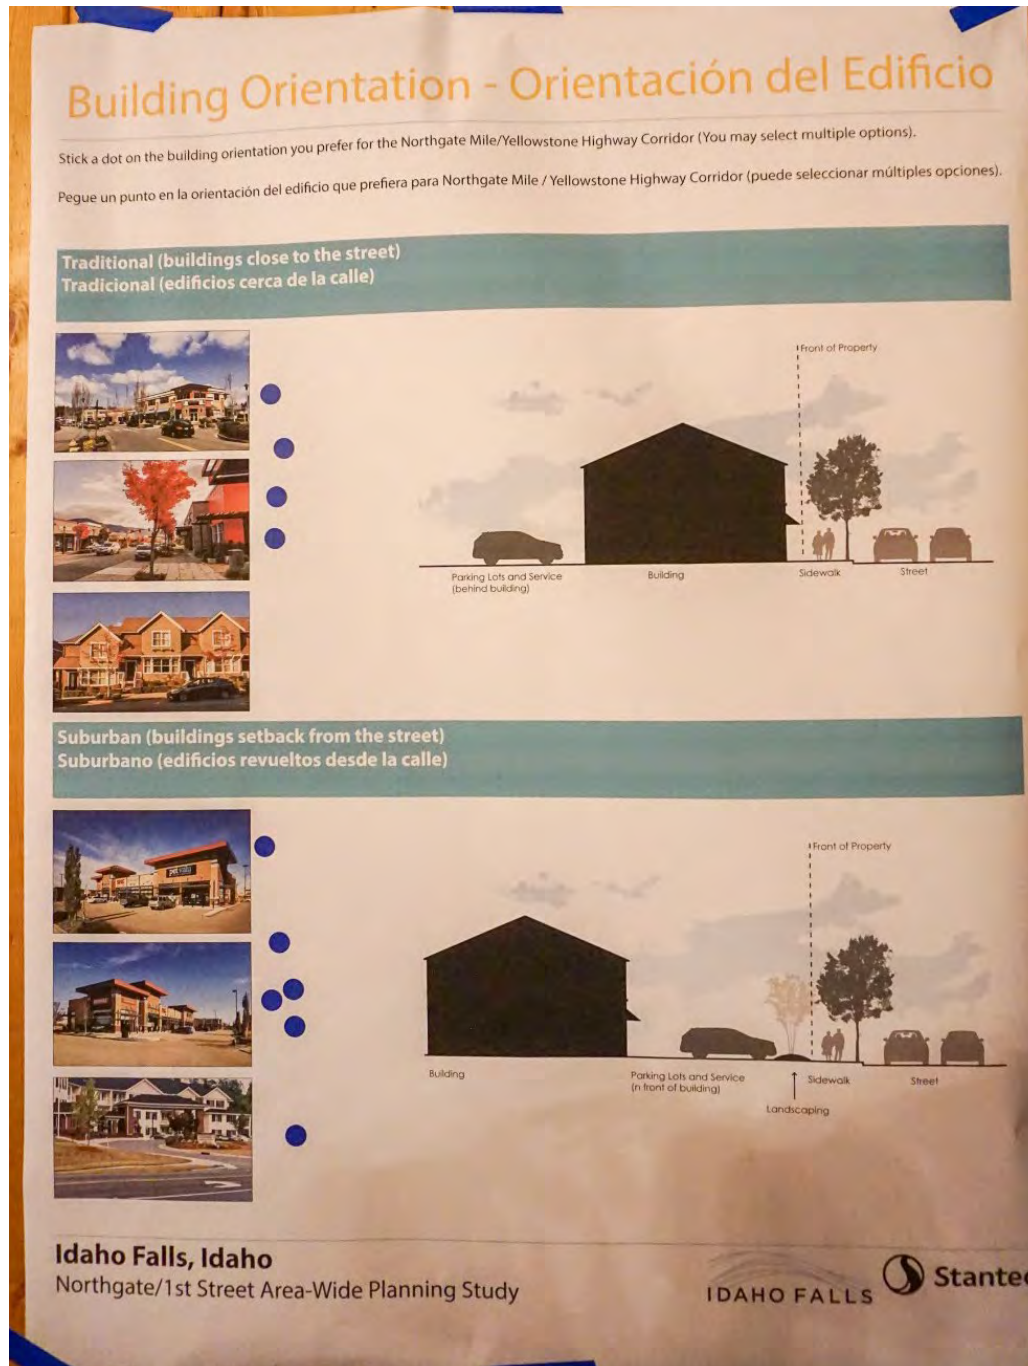 Building Orientation - Orientación del Edificio
Stick a dot on the building orientation you prefer for the Northgate Mile/Yellowstone Highway Corridor (You may select multiple options).
Pegue un punto en la orientación del edificio que prefiera para Northgate Mile / Yellowstone Highway Corridor (puede seleccionar múltiples opciones).
Traditional (buildings close to the street)
Tradicional (edificios cerca de la calle)
Front of Property
Parking Lots and Service
(behind building)
Building
Sidewalk
Street
Suburban (buildings setback from the street)
Suburbano (edificios revueltos desde la calle)
Front of Property
Building
Parking Lots and Service
(n front of building)
Sidewalk
Street
Landscaping
Idaho Falls, Idaho
Northgate/1st Street Area-Wide Planning Study
IDAHO FALLS
Stantec